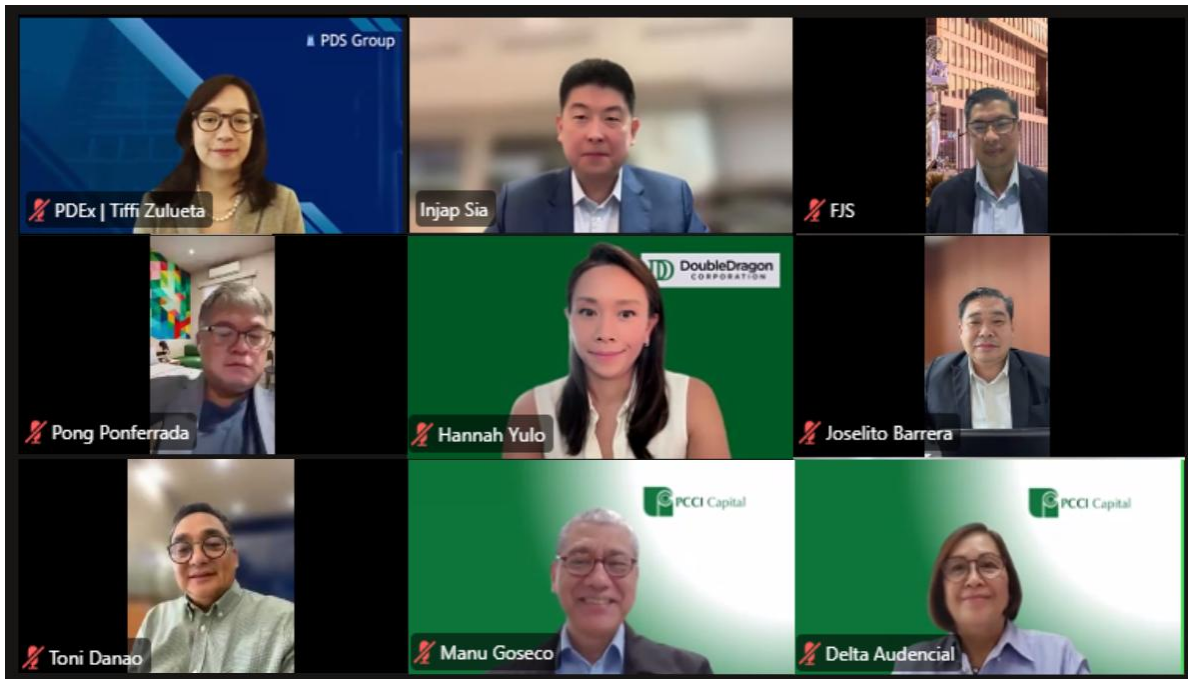 PDS Group
PDEx | Tiffi Zulueta
Injap Sia
FJS
Pong Ponferrada
DoubleDragon
CORPORATION
Hannah Yulo
Joselito Barrera
Toni Danao
PCCI Capital
Manu Goseco
PCCI Capital
Delta Audencial